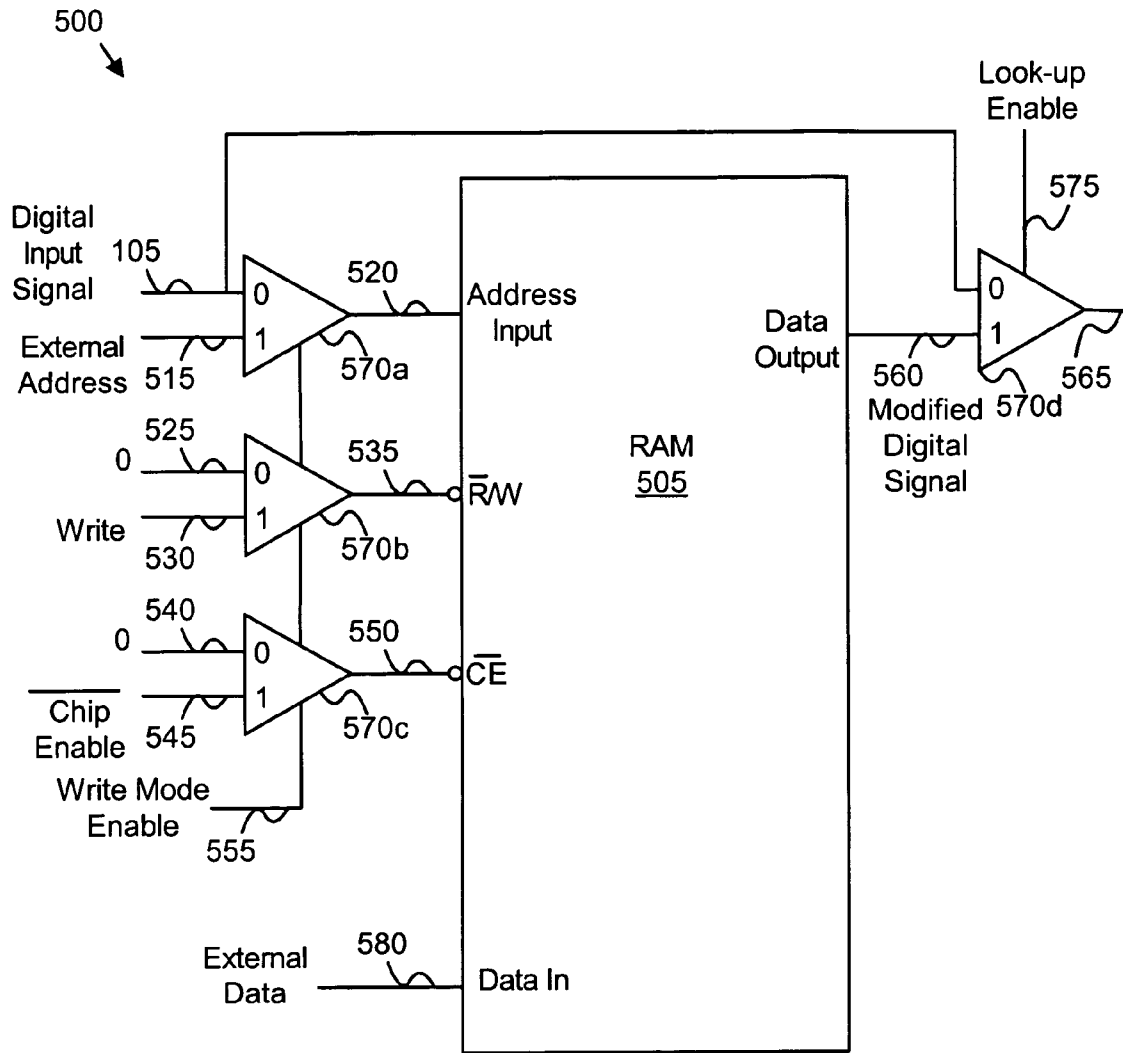 500
Look-up
Enable
575
Digital
Input
Signal
105
0
520
Address
Input
External
Address
515
1
570a
Data
Output
0
1
560
565
570d
Modified
Digital
Signal
RAM
505
525
0
0
535
R̅/W
Write
530
1
570b
540
0
0
550
C̅E̅
C̅h̅i̅p̅
Enable
545
1
570c
Write Mode
Enable
555
External
Data
580
Data In